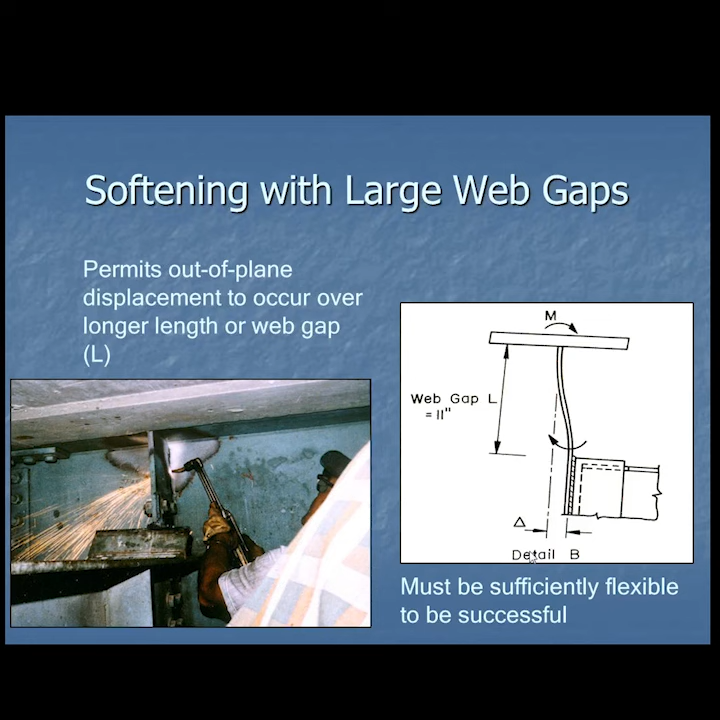 Softening with Large Web Gaps
Permits out-of-plane
displacement to occur over
longer length or web gap
(L)
M
Web Gap L
= 11"
Δ
Detail B
Must be sufficiently flexible
to be successful